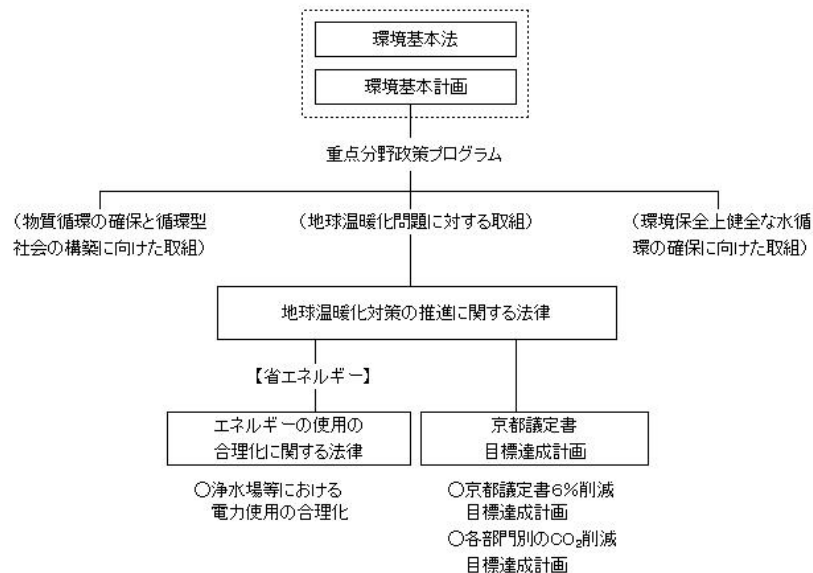 環境基本法
環境基本計画
重点分野政策プログラム
(物質循環の確保と循環型
社会の構築に向けた取組)
(地球温暖化問題に対する取組)
(環境保全上健全な水循
環の確保に向けた取組)
地球温暖化対策の推進に関する法律
【省エネルギー】
エネルギーの使用の
合理化に関する法律
京都議定書
目標達成計画
○浄水場等における
電力使用の合理化
○京都議定書6%削減
目標達成計画
○各部門別のCO₂削減
目標達成計画